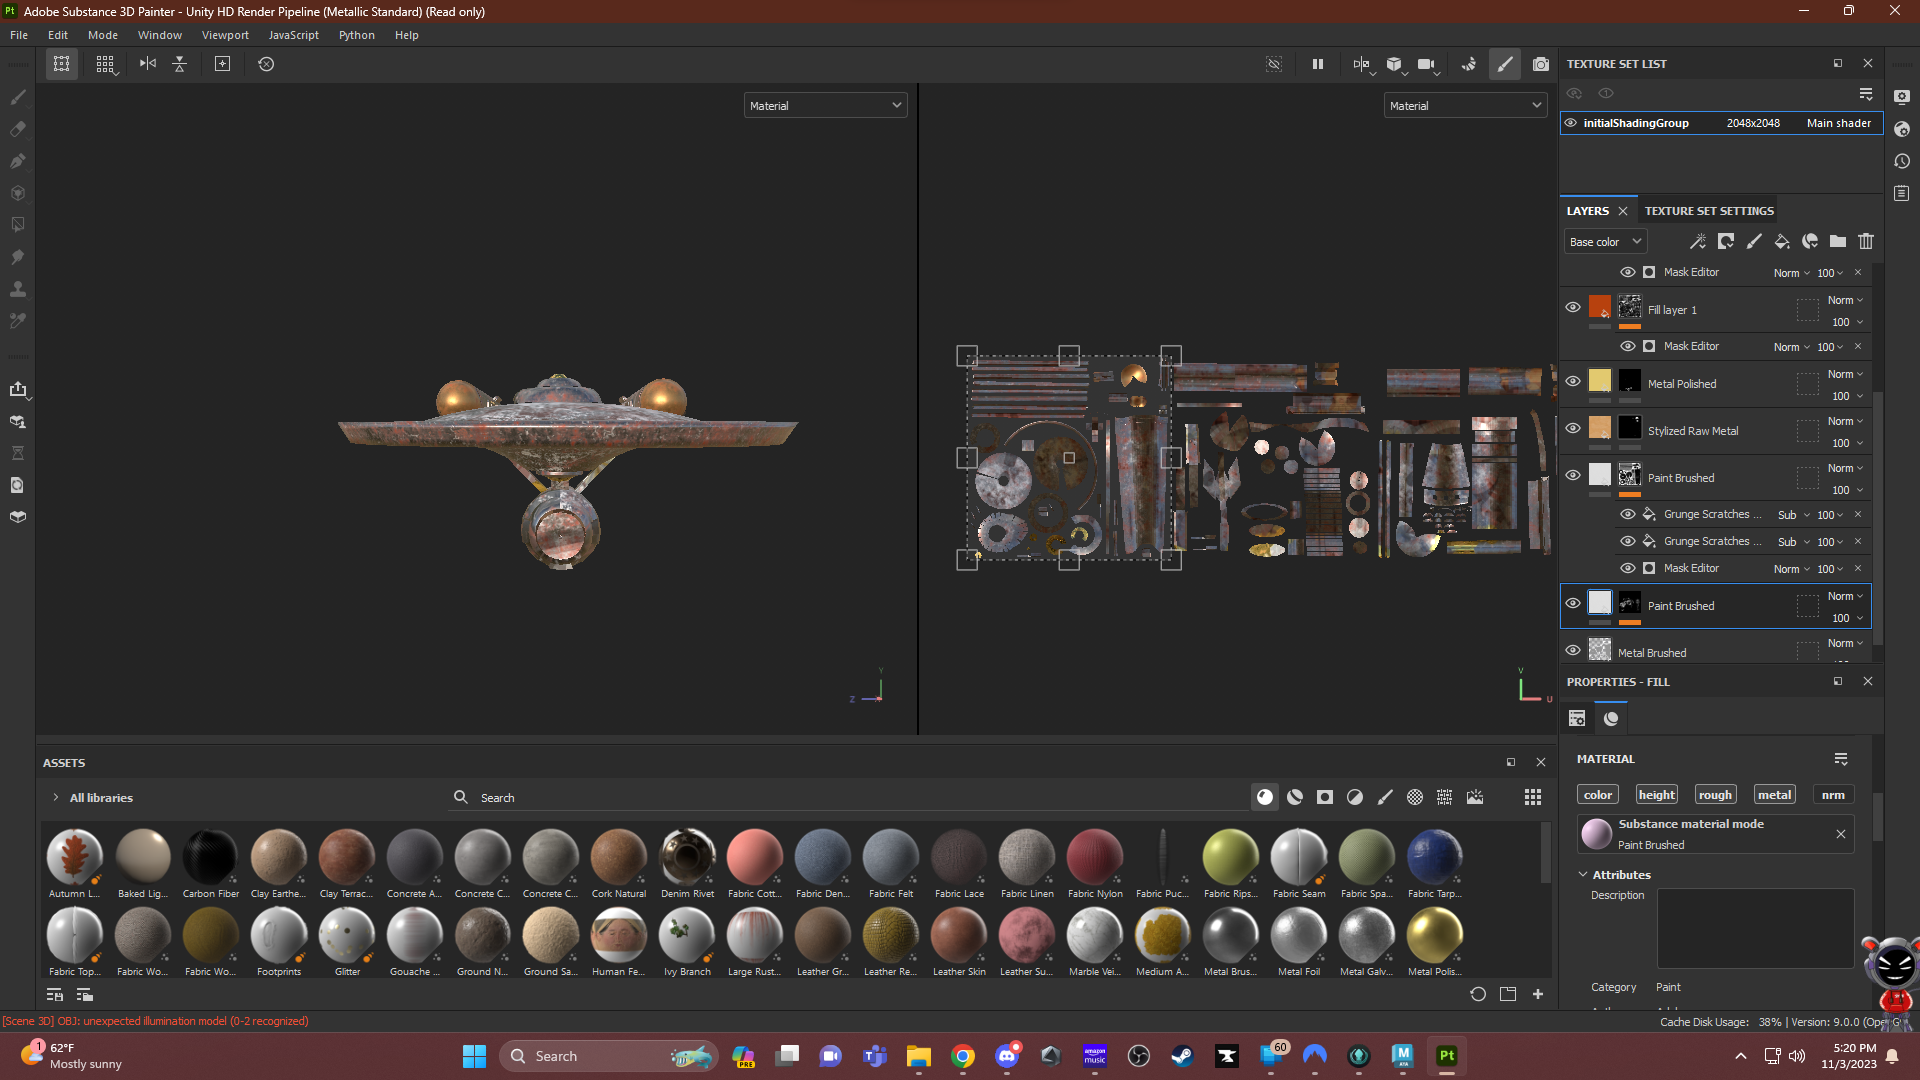 Pt Adobe Substance 3D Painter - Unity HD Render Pipeline (Metallic Standard) (Read only)
File Edit Mode Window Viewport JavaScript Python Help
Material
Material
TEXTURE SET LIST
initialShadingGroup 2048x2048 Main shader
LAYERS TEXTURE SET SETTINGS
Base color
Mask Editor Norm 100
Fill layer 1 Norm
100
Mask Editor Norm 100
Metal Polished Norm
100
Stylized Raw Metal Norm
100
Paint Brushed Norm
100
Grunge Scratches ... Sub 100
Grunge Scratches ... Sub 100
Mask Editor Norm 100
Paint Brushed Norm
100
Metal Brushed Norm
Y
Z
V
U
PROPERTIES - FILL
MATERIAL
color height rough metal nrm
Substance material mode
Paint Brushed
Attributes
Description
Category Paint
ASSETS
All libraries
Search
Autumn L... Baked Lig... Carbon Fiber Clay Earthe... Clay Terrac... Concrete A... Concrete C... Concrete C... Cork Natural Denim Rivet Fabric Cott... Fabric Den... Fabric Felt Fabric Lace Fabric Linen Fabric Nylon Fabric Puc... Fabric Rips... Fabric Seam Fabric Spa... Fabric Tarp...
Fabric Top... Fabric Wo... Fabric Wo... Footprints Glitter Gouache ... Ground N... Ground Sa... Human Fe... Ivy Branch Large Rust... Leather Gr... Leather Re... Leather Skin Leather Su... Marble Vei... Medium A... Metal Brus... Metal Foil Metal Galv... Metal Polis...
[Scene 3D] OBJ: unexpected illumination model (0-2 recognized)
Cache Disk Usage: 38% | Version: 9.0.0
1
62°F
Mostly sunny
Search
PRE
amazon music
60
M
Pt
5:20 PM
11/3/2023